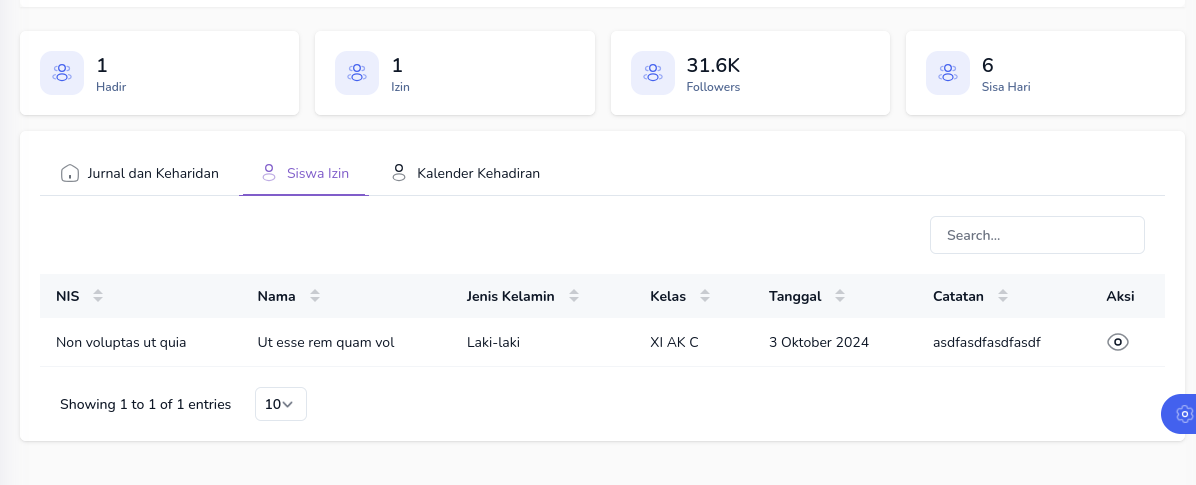 1
Hadir
1
Izin
31.6K
Followers
6
Sisa Hari
Jurnal dan Keharidan Siswa Izin Kalender Kehadiran
Search...
NIS Nama Jenis Kelamin Kelas Tanggal Catatan Aksi
Non voluptas ut quia Ut esse rem quam vol Laki-laki XI AK C 3 Oktober 2024 asdfasdfasdfasdf
Showing 1 to 1 of 1 entries 10